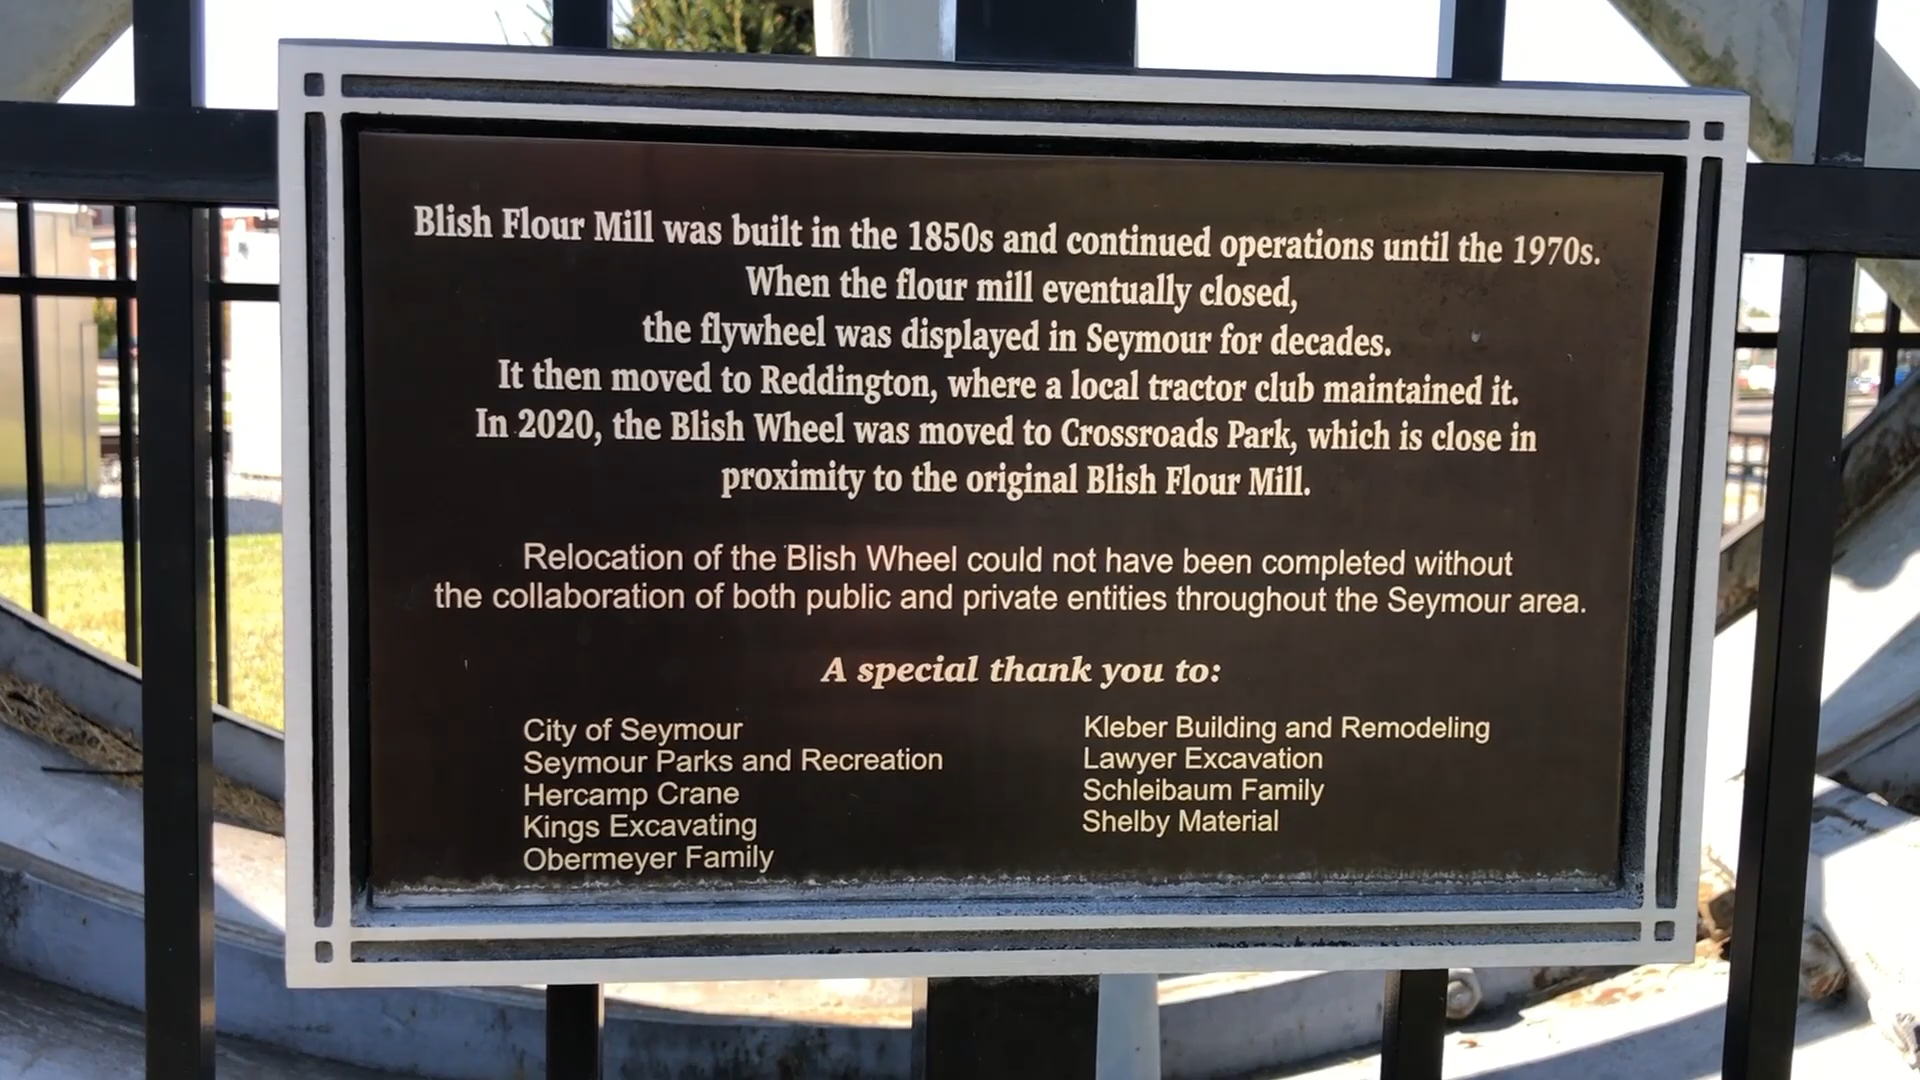 Blish Flour Mill was built in the 1850s and continued operations until the 1970s.
When the flour mill eventually closed,
the flywheel was displayed in Seymour for decades.
It then moved to Reddington, where a local tractor club maintained it.
In 2020, the Blish Wheel was moved to Crossroads Park, which is close in
proximity to the original Blish Flour Mill.
Relocation of the Blish Wheel could not have been completed without
the collaboration of both public and private entities throughout the Seymour area.
A special thank you to:
City of Seymour
Seymour Parks and Recreation
Hercamp Crane
Kings Excavating
Obermeyer Family
Kleber Building and Remodeling
Lawyer Excavation
Schleibaum Family
Shelby Material